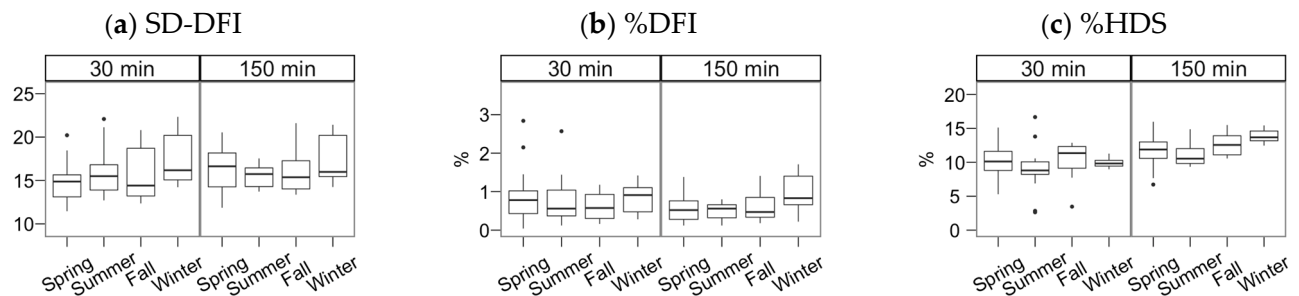 (a) SD-DFI
30 min 150 min
25
20
15
10
Spring Summer Fall Winter Spring Summer Fall Winter
(b) %DFI
30 min 150 min
%
3
2
1
0
Spring Summer Fall Winter Spring Summer Fall Winter
(c) %HDS
30 min 150 min
%
20
15
10
5
0
Spring Summer Fall Winter Spring Summer Fall Winter